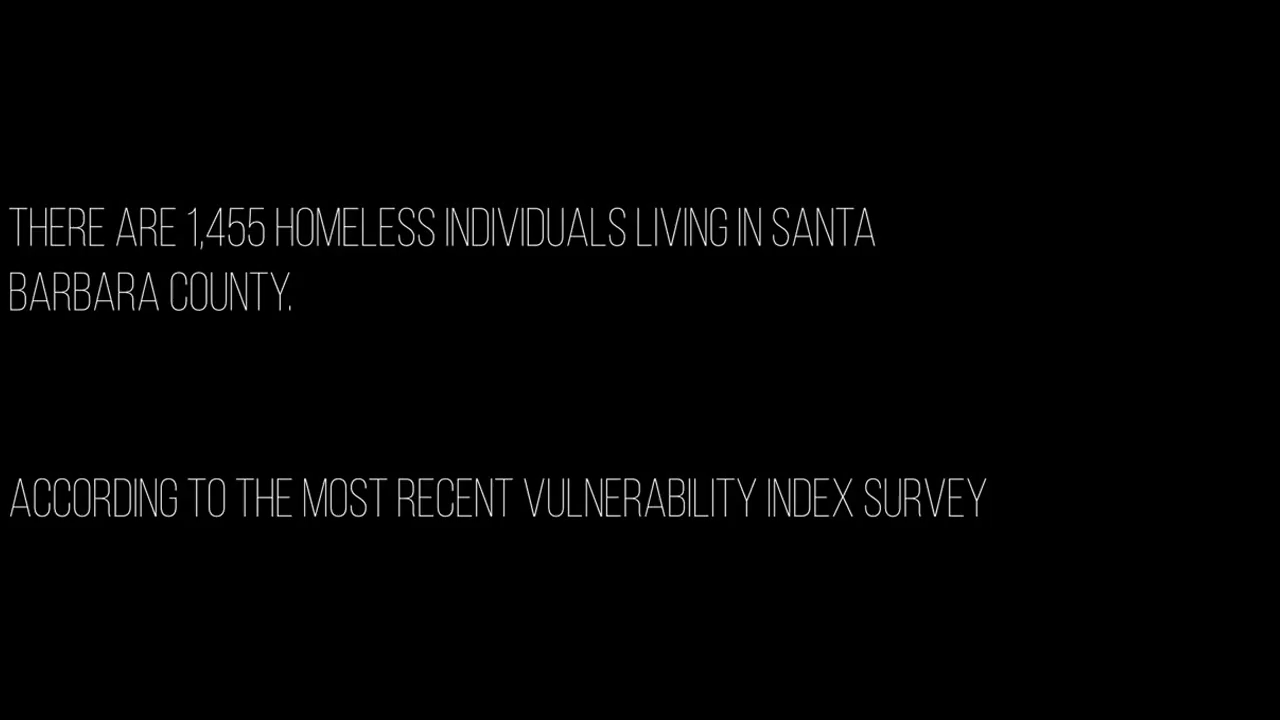 THERE ARE 1,455 HOMELESS INDIVIDUALS LIVING IN SANTA
BARBARA COUNTY.
ACCORDING TO THE MOST RECENT VULNERABILITY INDEX SURVEY